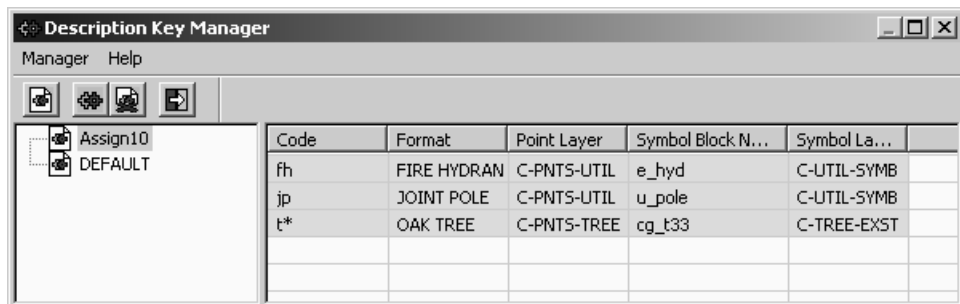 Description Key Manager
Manager Help
Assign10
DEFAULT
Code Format Point Layer Symbol Block N... Symbol La...
fh FIRE HYDRAN C-PNTS-UTIL e_hyd C-UTIL-SYMB
jp JOINT POLE C-PNTS-UTIL u_pole C-UTIL-SYMB
t* OAK TREE C-PNTS-TREE cg_t33 C-TREE-EXST